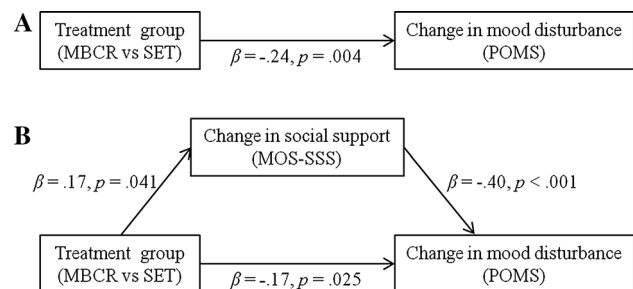 A
Treatment group
(MBCR vs SET)
β = -.24, p = .004
Change in mood disturbance
(POMS)
B
Change in social support
(MOS-SSS)
β = .17, p = .041
β = -.40, p < .001
Treatment group
(MBCR vs SET)
β = -.17, p = .025
Change in mood disturbance
(POMS)